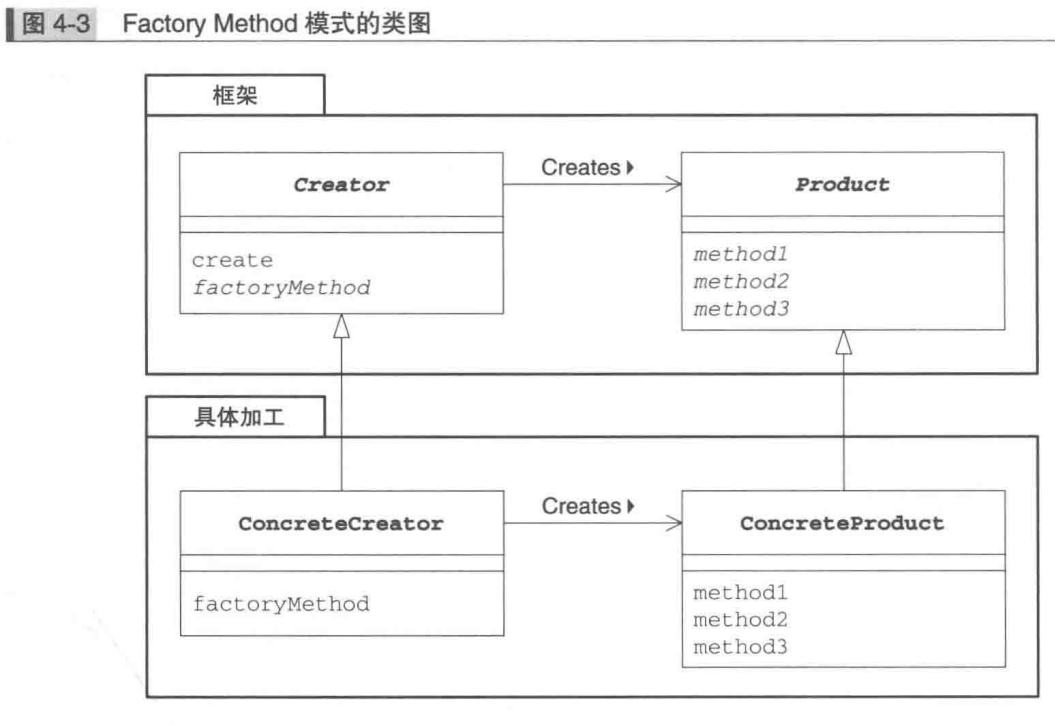 图 4-3 Factory Method 模式的类图
框架
Creates
Creator
Product
create
factoryMethod
method1
method2
method3
具体加工
Creates
ConcreteCreator
ConcreteProduct
factoryMethod
method1
method2
method3